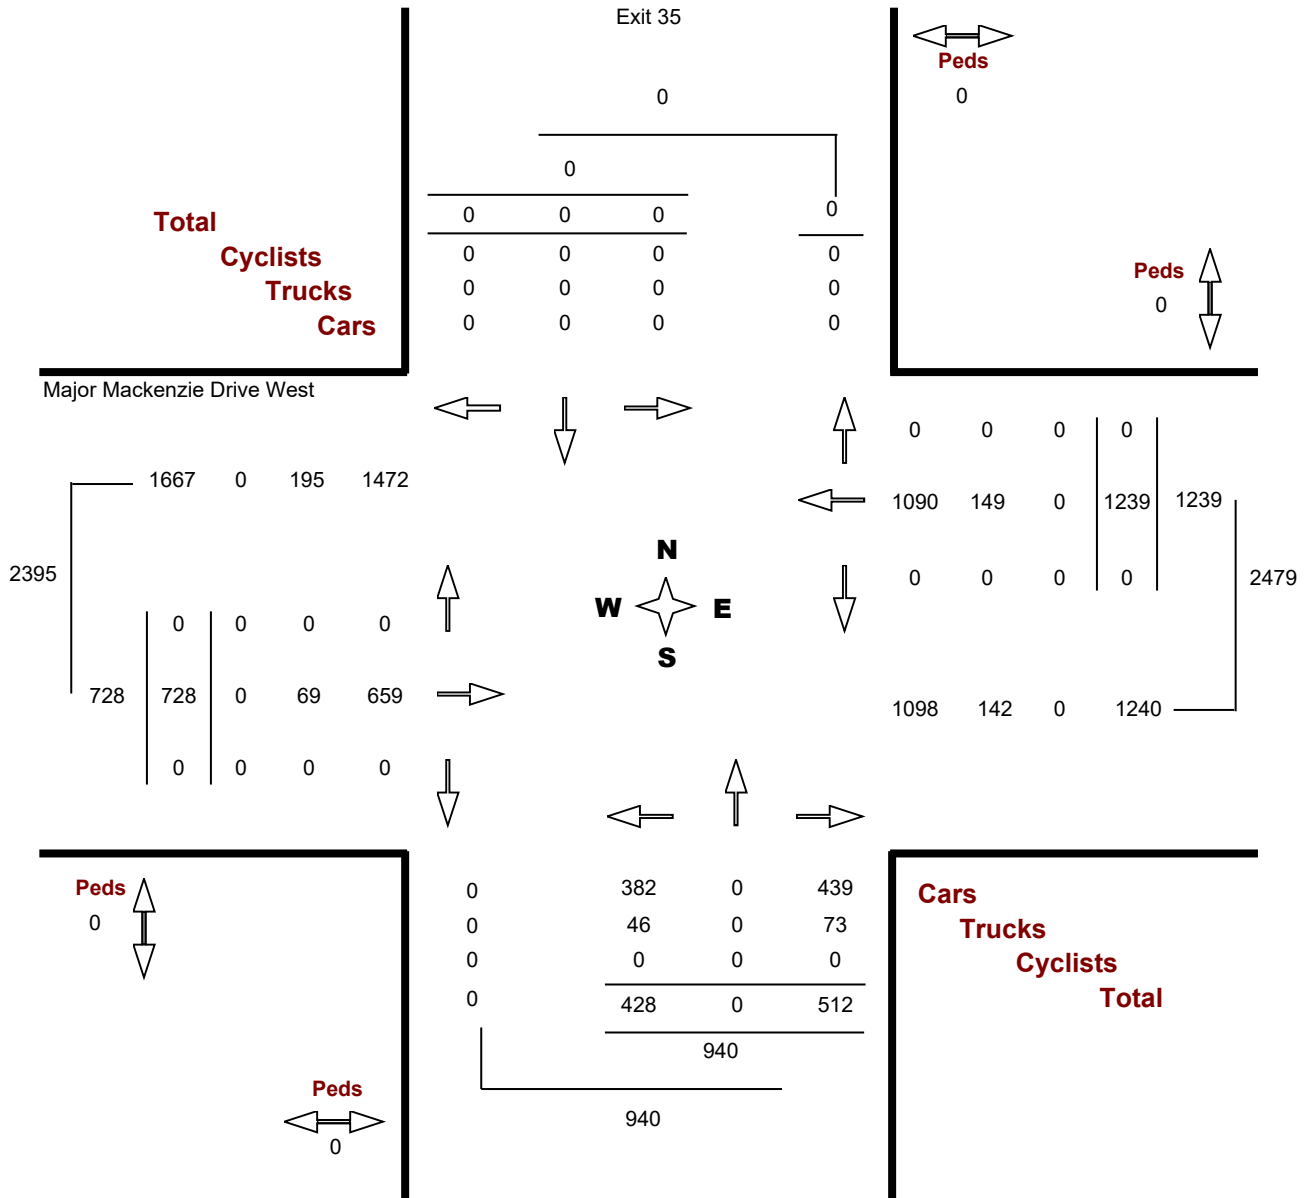 Exit 35
Peds
0
0
0
0 0 0 0
Total
Cyclists 0 0 0 0
Trucks 0 0 0 0
Cars 0 0 0 0
Peds
0
Major Mackenzie Drive West
0 0 0 0
1667 0 195 1472
1090 149 0 1239 1239
N
2395
0 0 0 0
2479
W E
0 0 0 0
S
728 728 0 69 659
1098 142 0 1240
0 0 0 0
Peds
0
0 382 0 439
0 46 0 73
0 0 0 0
0 428 0 512
940
940
Cars
Trucks
Cyclists
Total
Peds
0